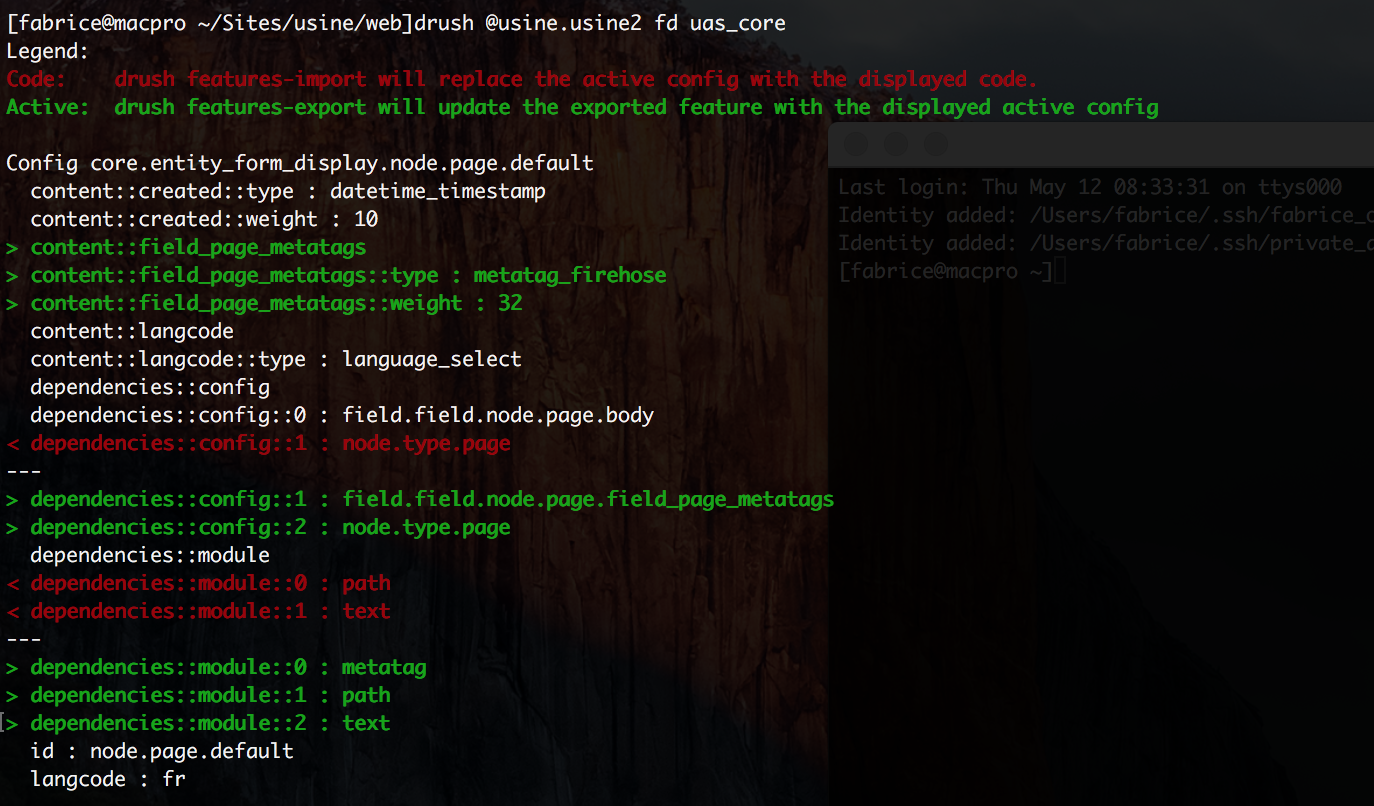 [fabrice@macpro ~/Sites/usine/web]drush @usine.usine2 fd uas_core
Legend:
Code:    drush features-import will replace the active config with the displayed code.
Active:  drush features-export will update the exported feature with the displayed active config
Config core.entity_form_display.node.page.default
  content::created::type : datetime_timestamp
  content::created::weight : 10
> content::field_page_metatags
> content::field_page_metatags::type : metatag_firehose
> content::field_page_metatags::weight : 32
  content::langcode
  content::langcode::type : language_select
  dependencies::config
  dependencies::config::0 : field.field.node.page.body
< dependencies::config::1 : node.type.page
---
> dependencies::config::1 : field.field.node.page.field_page_metatags
> dependencies::config::2 : node.type.page
  dependencies::module
< dependencies::module::0 : path
< dependencies::module::1 : text
---
> dependencies::module::0 : metatag
> dependencies::module::1 : path
> dependencies::module::2 : text
  id : node.page.default
  langcode : fr
Last login: Thu May 12 08:33:31 on ttys000
Identity added: /Users/fabrice/.ssh/fabrice_
Identity added: /Users/fabrice/.ssh/private_
[fabrice@macpro ~]